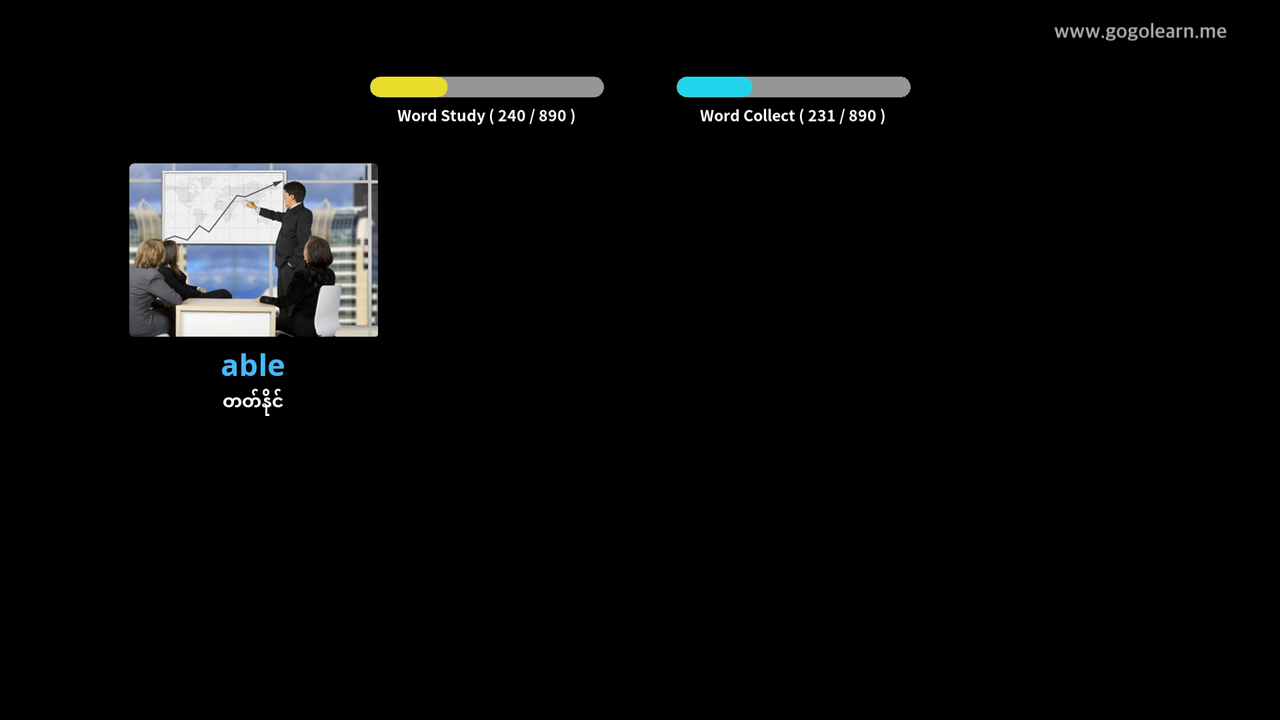 www.gogolearn.me
Word Study ( 240 / 890 )
Word Collect ( 231 / 890 )
able
တတ်နိုင်